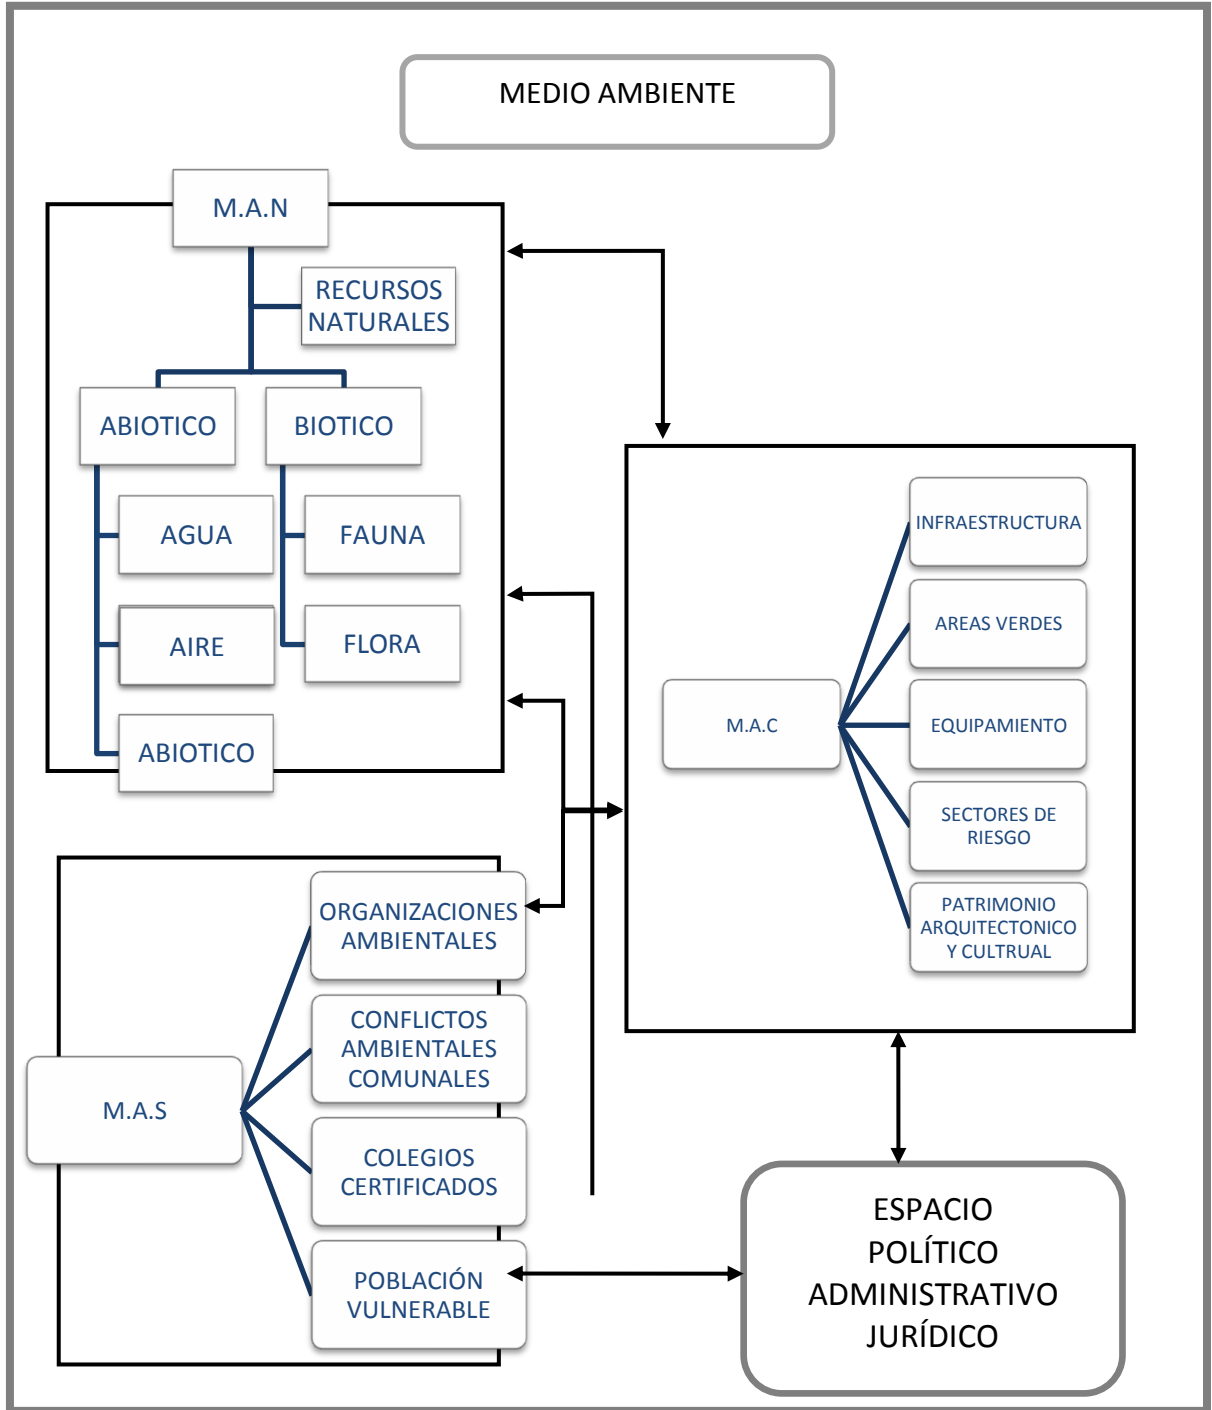 MEDIO AMBIENTE
M.A.N
RECURSOS
NATURALES
ABIOTICO
BIOTICO
AGUA
FAUNA
AIRE
FLORA
ABIOTICO
INFRAESTRUCTURA
AREAS VERDES
M.A.C
EQUIPAMIENTO
SECTORES DE
RIESGO
PATRIMONIO
ARQUITECTONICO
Y CULTRUAL
ORGANIZACIONES
AMBIENTALES
CONFLICTOS
AMBIENTALES
COMUNALES
M.A.S
COLEGIOS
CERTIFICADOS
POBLACIÓN
VULNERABLE
ESPACIO
POLÍTICO
ADMINISTRATIVO
JURÍDICO